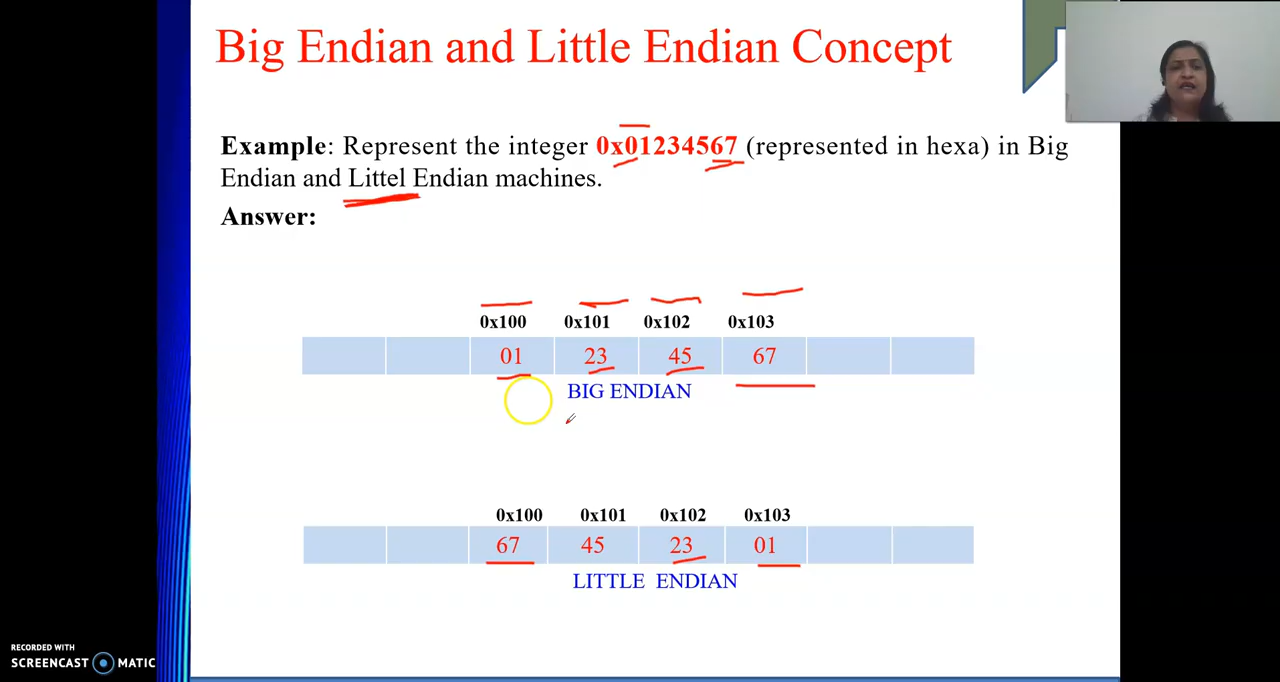 Big Endian and Little Endian Concept
Example: Represent the integer 0x01234567 (represented in hexa) in Big
Endian and Littel Endian machines.
Answer:
0x100 0x101 0x102 0x103
01 23 45 67
BIG ENDIAN
0x100 0x101 0x102 0x103
67 45 23 01
LITTLE ENDIAN
RECORDED WITH
SCREENCAST MATIC